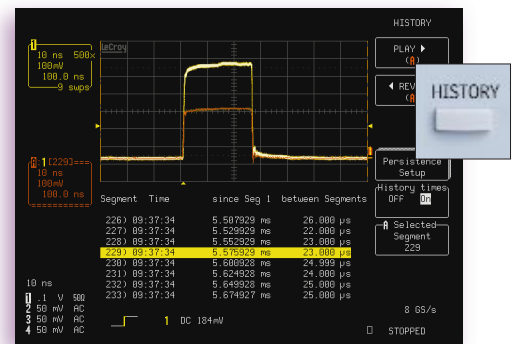 HISTORY
1
10 ns 500x
100mV
100.0 ns
9 swps
LeCroy
PLAY
(A)
REV
(A
HISTORY
1
A:1[229]
10 ns
100mV
100.0 ns
Persistence
Setup
History times
OFF On
A Selected
Segment
229
Segment Time since Seg 1 between Segments
226) 09:37:34 5.507929 ms 26.000 µs
227) 09:37:34 5.529929 ms 22.000 µs
228) 09:37:34 5.552929 ms 23.000 µs
229) 09:37:34 5.575929 ms 23.000 µs
230) 09:37:34 5.600928 ms 24.999 µs
231) 09:37:34 5.624928 ms 24.000 µs
232) 09:37:34 5.649928 ms 25.000 µs
233) 09:37:34 5.674927 ms 25.000 µs
10 ns
1 .1 V 50Ω
2 50 mV AC
3 50 mV AC
4 50 mV AC
1 DC 184mV
8 GS/s
STOPPED